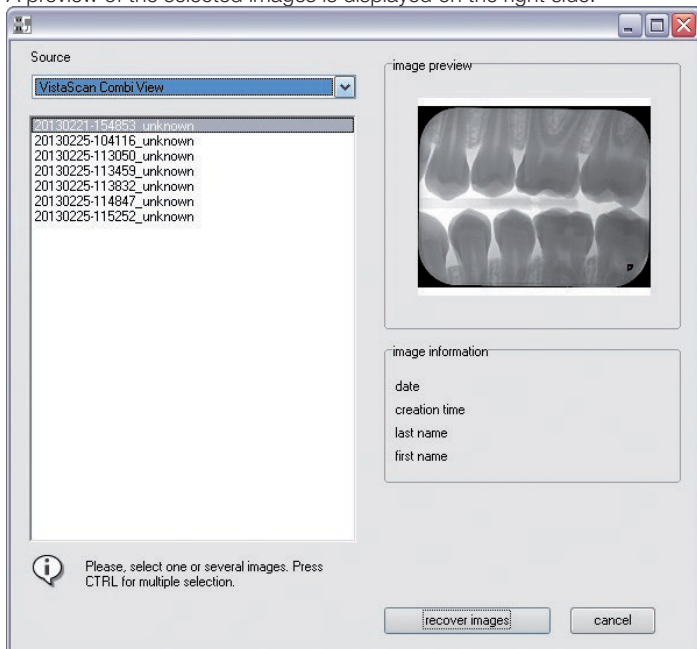 A preview of the selected images is displayed on the right side.
Source
VistaScan Combi View
20130221-154853_unknown
20130225-104116_unknown
20130225-113050_unknown
20130225-113459_unknown
20130225-113832_unknown
20130225-114847_unknown
20130225-115252_unknown
Please, select one or several images. Press
CTRL for multiple selection.
image preview
image information
date
creation time
last name
first name
recover images
cancel